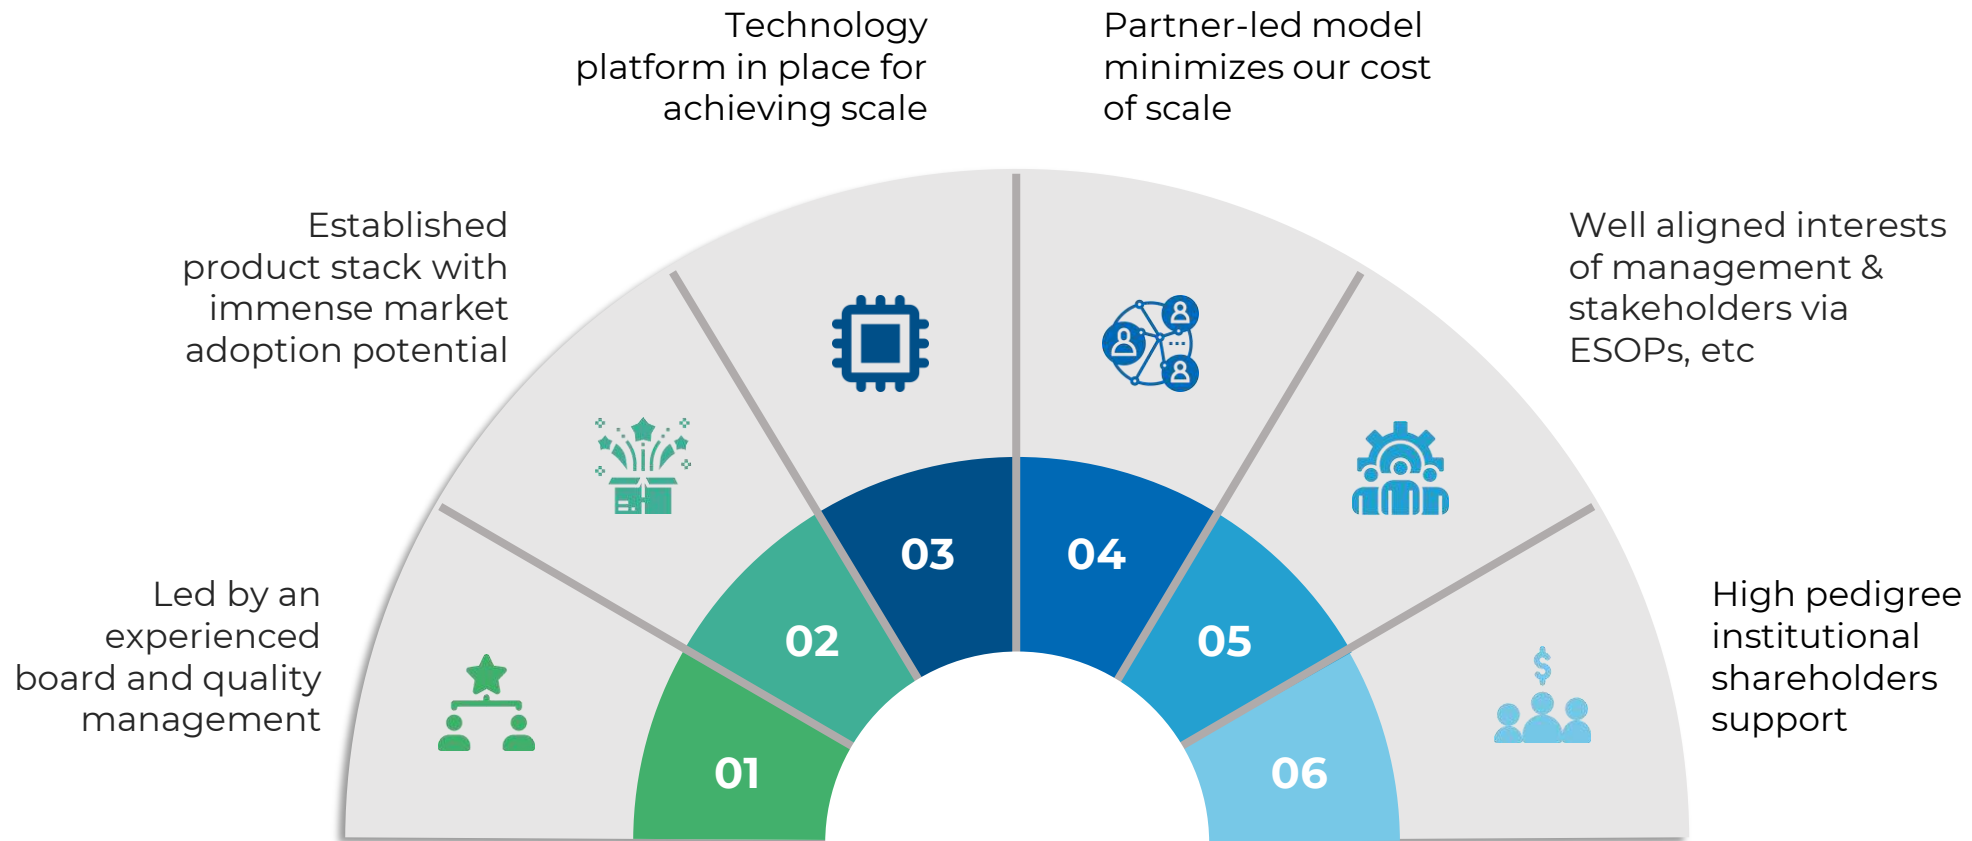 Technology
platform in place for
achieving scale
Partner-led model
minimizes our cost
of scale
Established
product stack with
immense market
adoption potential
Well aligned interests
of management &
stakeholders via
ESOPs, etc
Led by an
experienced
board and quality
management
High pedigree
institutional
shareholders
support
01
02
03
04
05
06
$